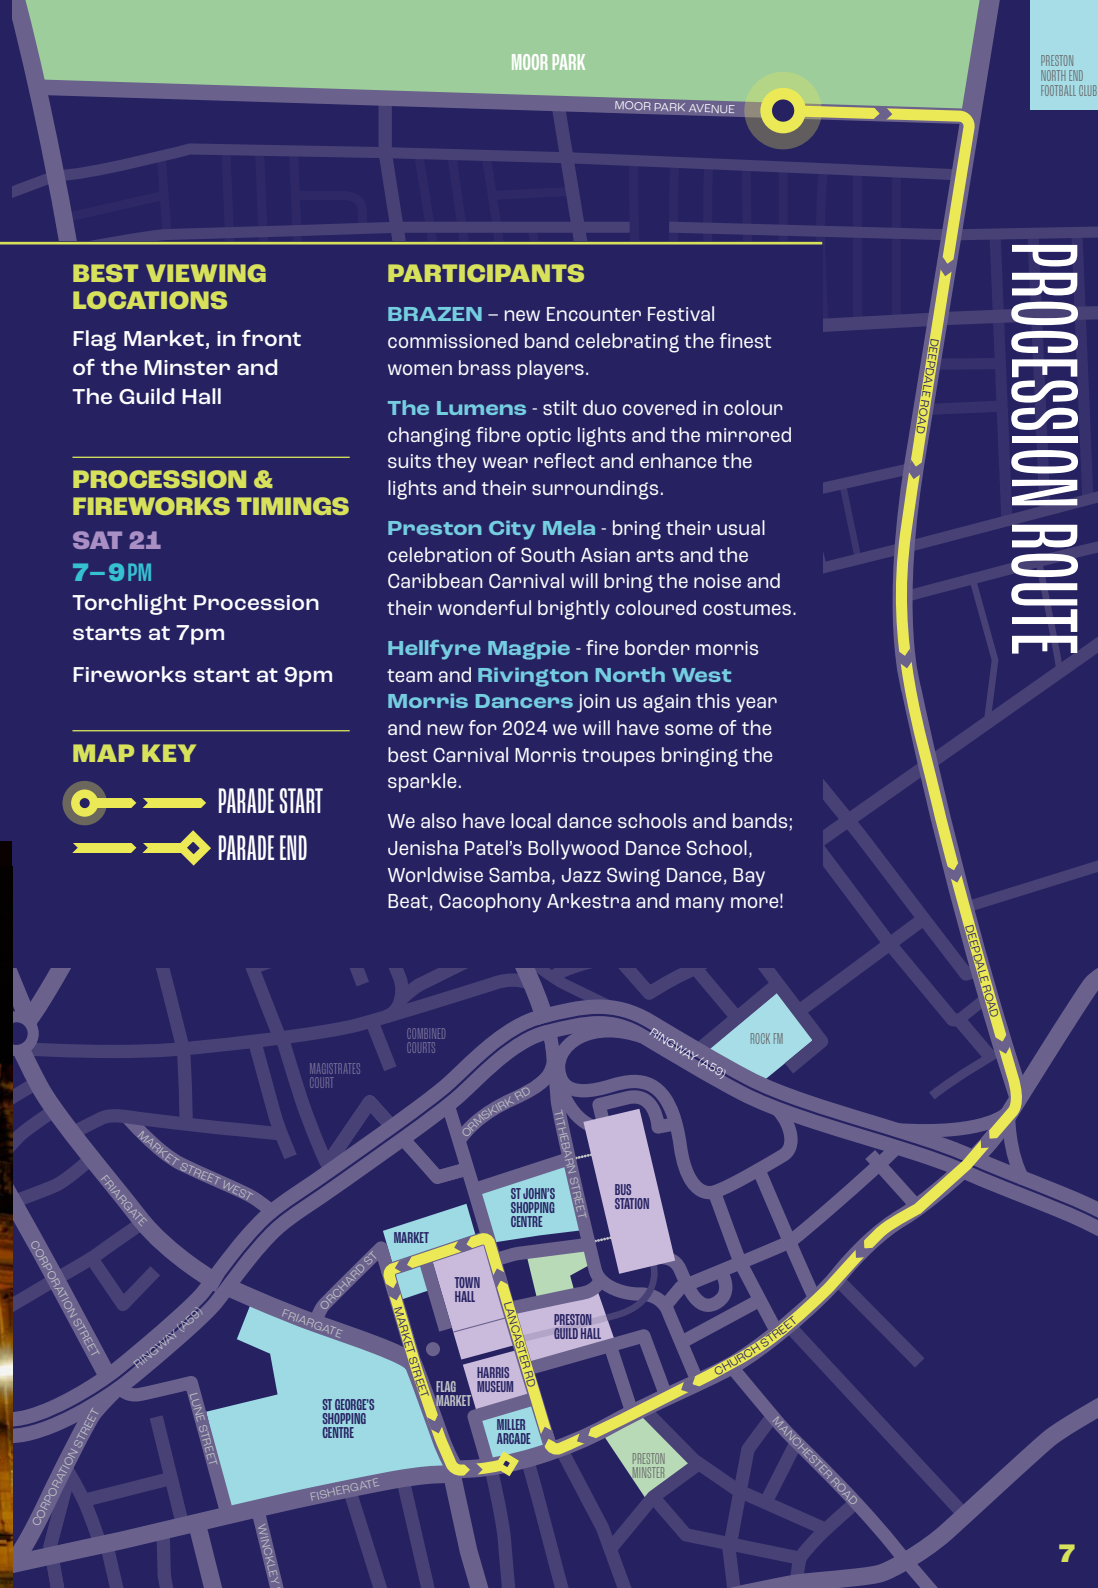 MOOR PARK
PRESTON
NORTH END
FOOTBALL CLUB
MOOR PARK AVENUE
PROCESSION ROUTE
BEST VIEWING
LOCATIONS
Flag Market, in front
of the Minster and
The Guild Hall
PROCESSION &
FIREWORKS TIMINGS
SAT 21
7–9PM
Torchlight Procession
starts at 7pm
Fireworks start at 9pm
MAP KEY
PARADE START
PARADE END
PARTICIPANTS
BRAZEN – new Encounter Festival
commissioned band celebrating the finest
women brass players.
The Lumens - stilt duo covered in colour
changing fibre optic lights and the mirrored
suits they wear reflect and enhance the
lights and their surroundings.
Preston City Mela - bring their usual
celebration of South Asian arts and the
Caribbean Carnival will bring the noise and
their wonderful brightly coloured costumes.
Hellfyre Magpie - fire border morris
team and Rivington North West
Morris Dancers join us again this year
and new for 2024 we will have some of the
best Carnival Morris troupes bringing the
sparkle.
We also have local dance schools and bands;
Jenisha Patel's Bollywood Dance School,
Worldwise Samba, Jazz Swing Dance, Bay
Beat, Cacophony Arkestra and many more!
DEEPDALE ROAD
DEEPDALE ROAD
COMBINED
COURTS
MAGISTRATES
COURT
RINGWAY (A59)
ROCK FM
ORMSKIRK RD
TITHEBARN STREET
MARKET STREET WEST
FRIARGATE
CORPORATION STREET
BUS
STATION
ST JOHN'S
SHOPPING
CENTRE
MARKET
ORCHARD ST
TOWN
HALL
LANCASTER RD
PRESTON
GUILD HALL
FRIARGATE
RINGWAY (A59)
MARKET STREET
HARRIS
MUSEUM
FLAG
MARKET
CHURCH STREET
ST GEORGE'S
SHOPPING
CENTRE
LUNE STREET
MILLER
ARCADE
PRESTON
MINSTER
MANCHESTER ROAD
CORPORATION STREET
FISHERGATE
WINCKLEY
7